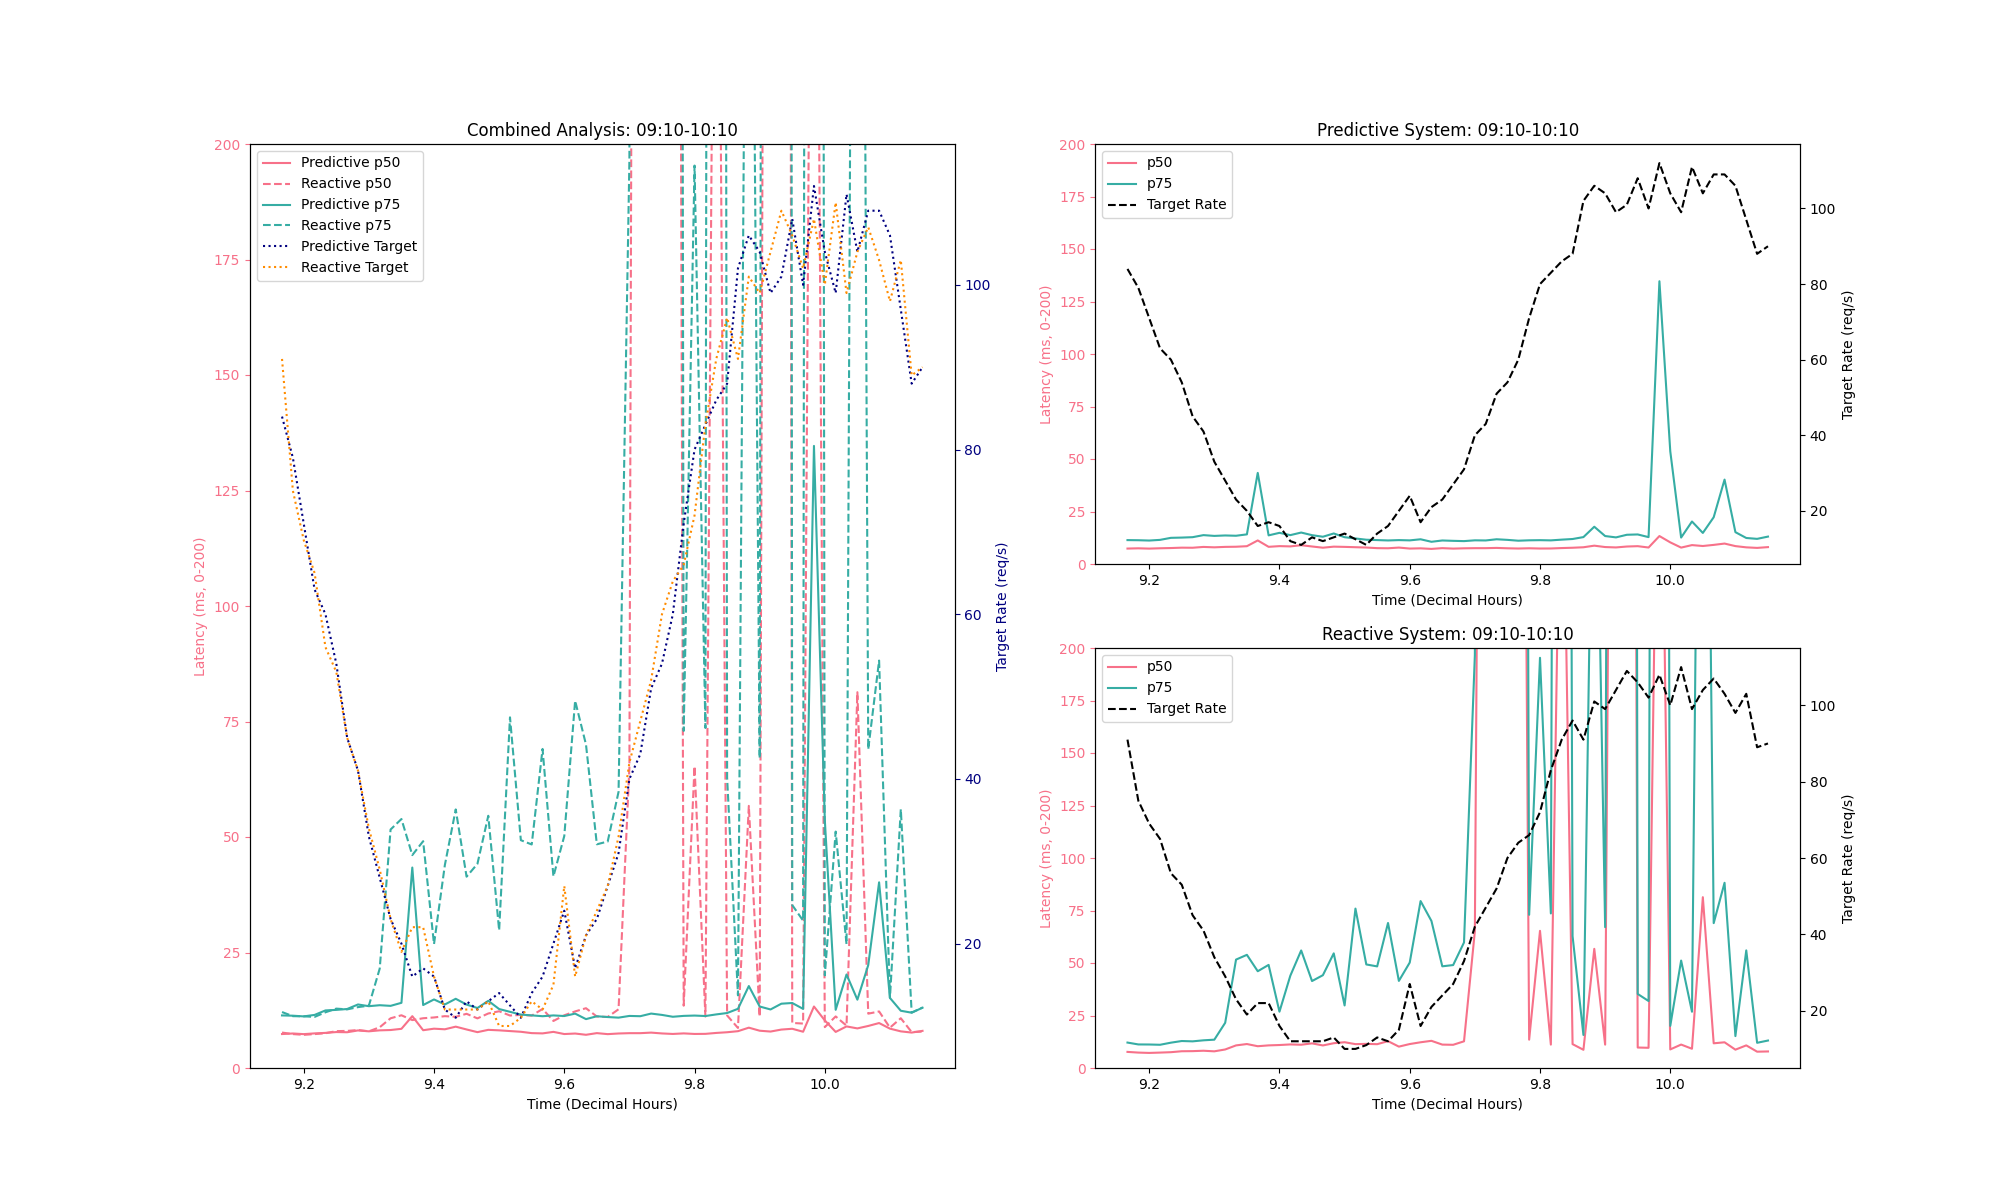 Combined Analysis: 09:10-10:10
Predictive p50
Reactive p50
Predictive p75
Reactive p75
Predictive Target
Reactive Target
Latency (ms, 0-200)
200
175
150
125
100
75
50
25
0
9.2
9.4
9.6
9.8
10.0
Time (Decimal Hours)
100
80
60
40
20
Target Rate (req/s)
Predictive System: 09:10-10:10
p50
p75
Target Rate
Latency (ms, 0-200)
200
175
150
125
100
75
50
25
0
9.2
9.4
9.6
9.8
10.0
Time (Decimal Hours)
100
80
60
40
20
Target Rate (req/s)
Reactive System: 09:10-10:10
p50
p75
Target Rate
Latency (ms, 0-200)
200
175
150
125
100
75
50
25
0
9.2
9.4
9.6
9.8
10.0
Time (Decimal Hours)
100
80
60
40
20
Target Rate (req/s)